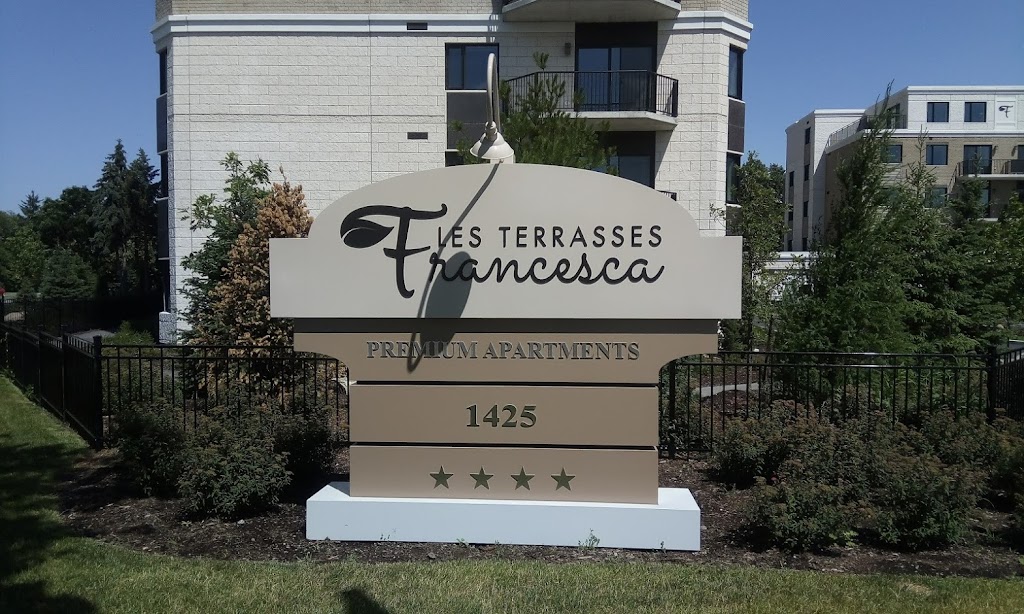 LES TERRASSES
Francesca
PREMIUM APARTMENTS
1425
F